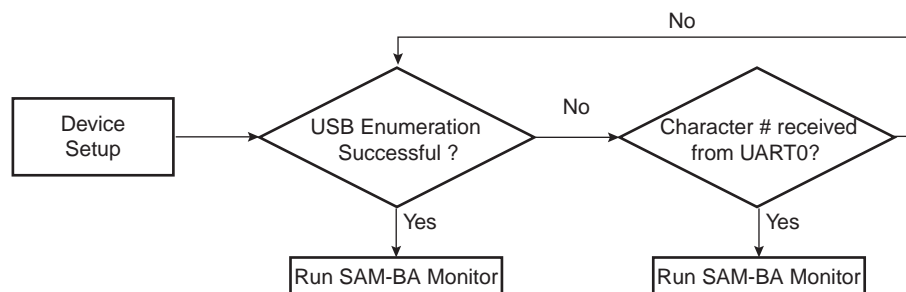 No
Device
Setup
USB Enumeration
Successful ?
No
Character # received
from UART0?
Yes
Yes
Run SAM-BA Monitor
Run SAM-BA Monitor